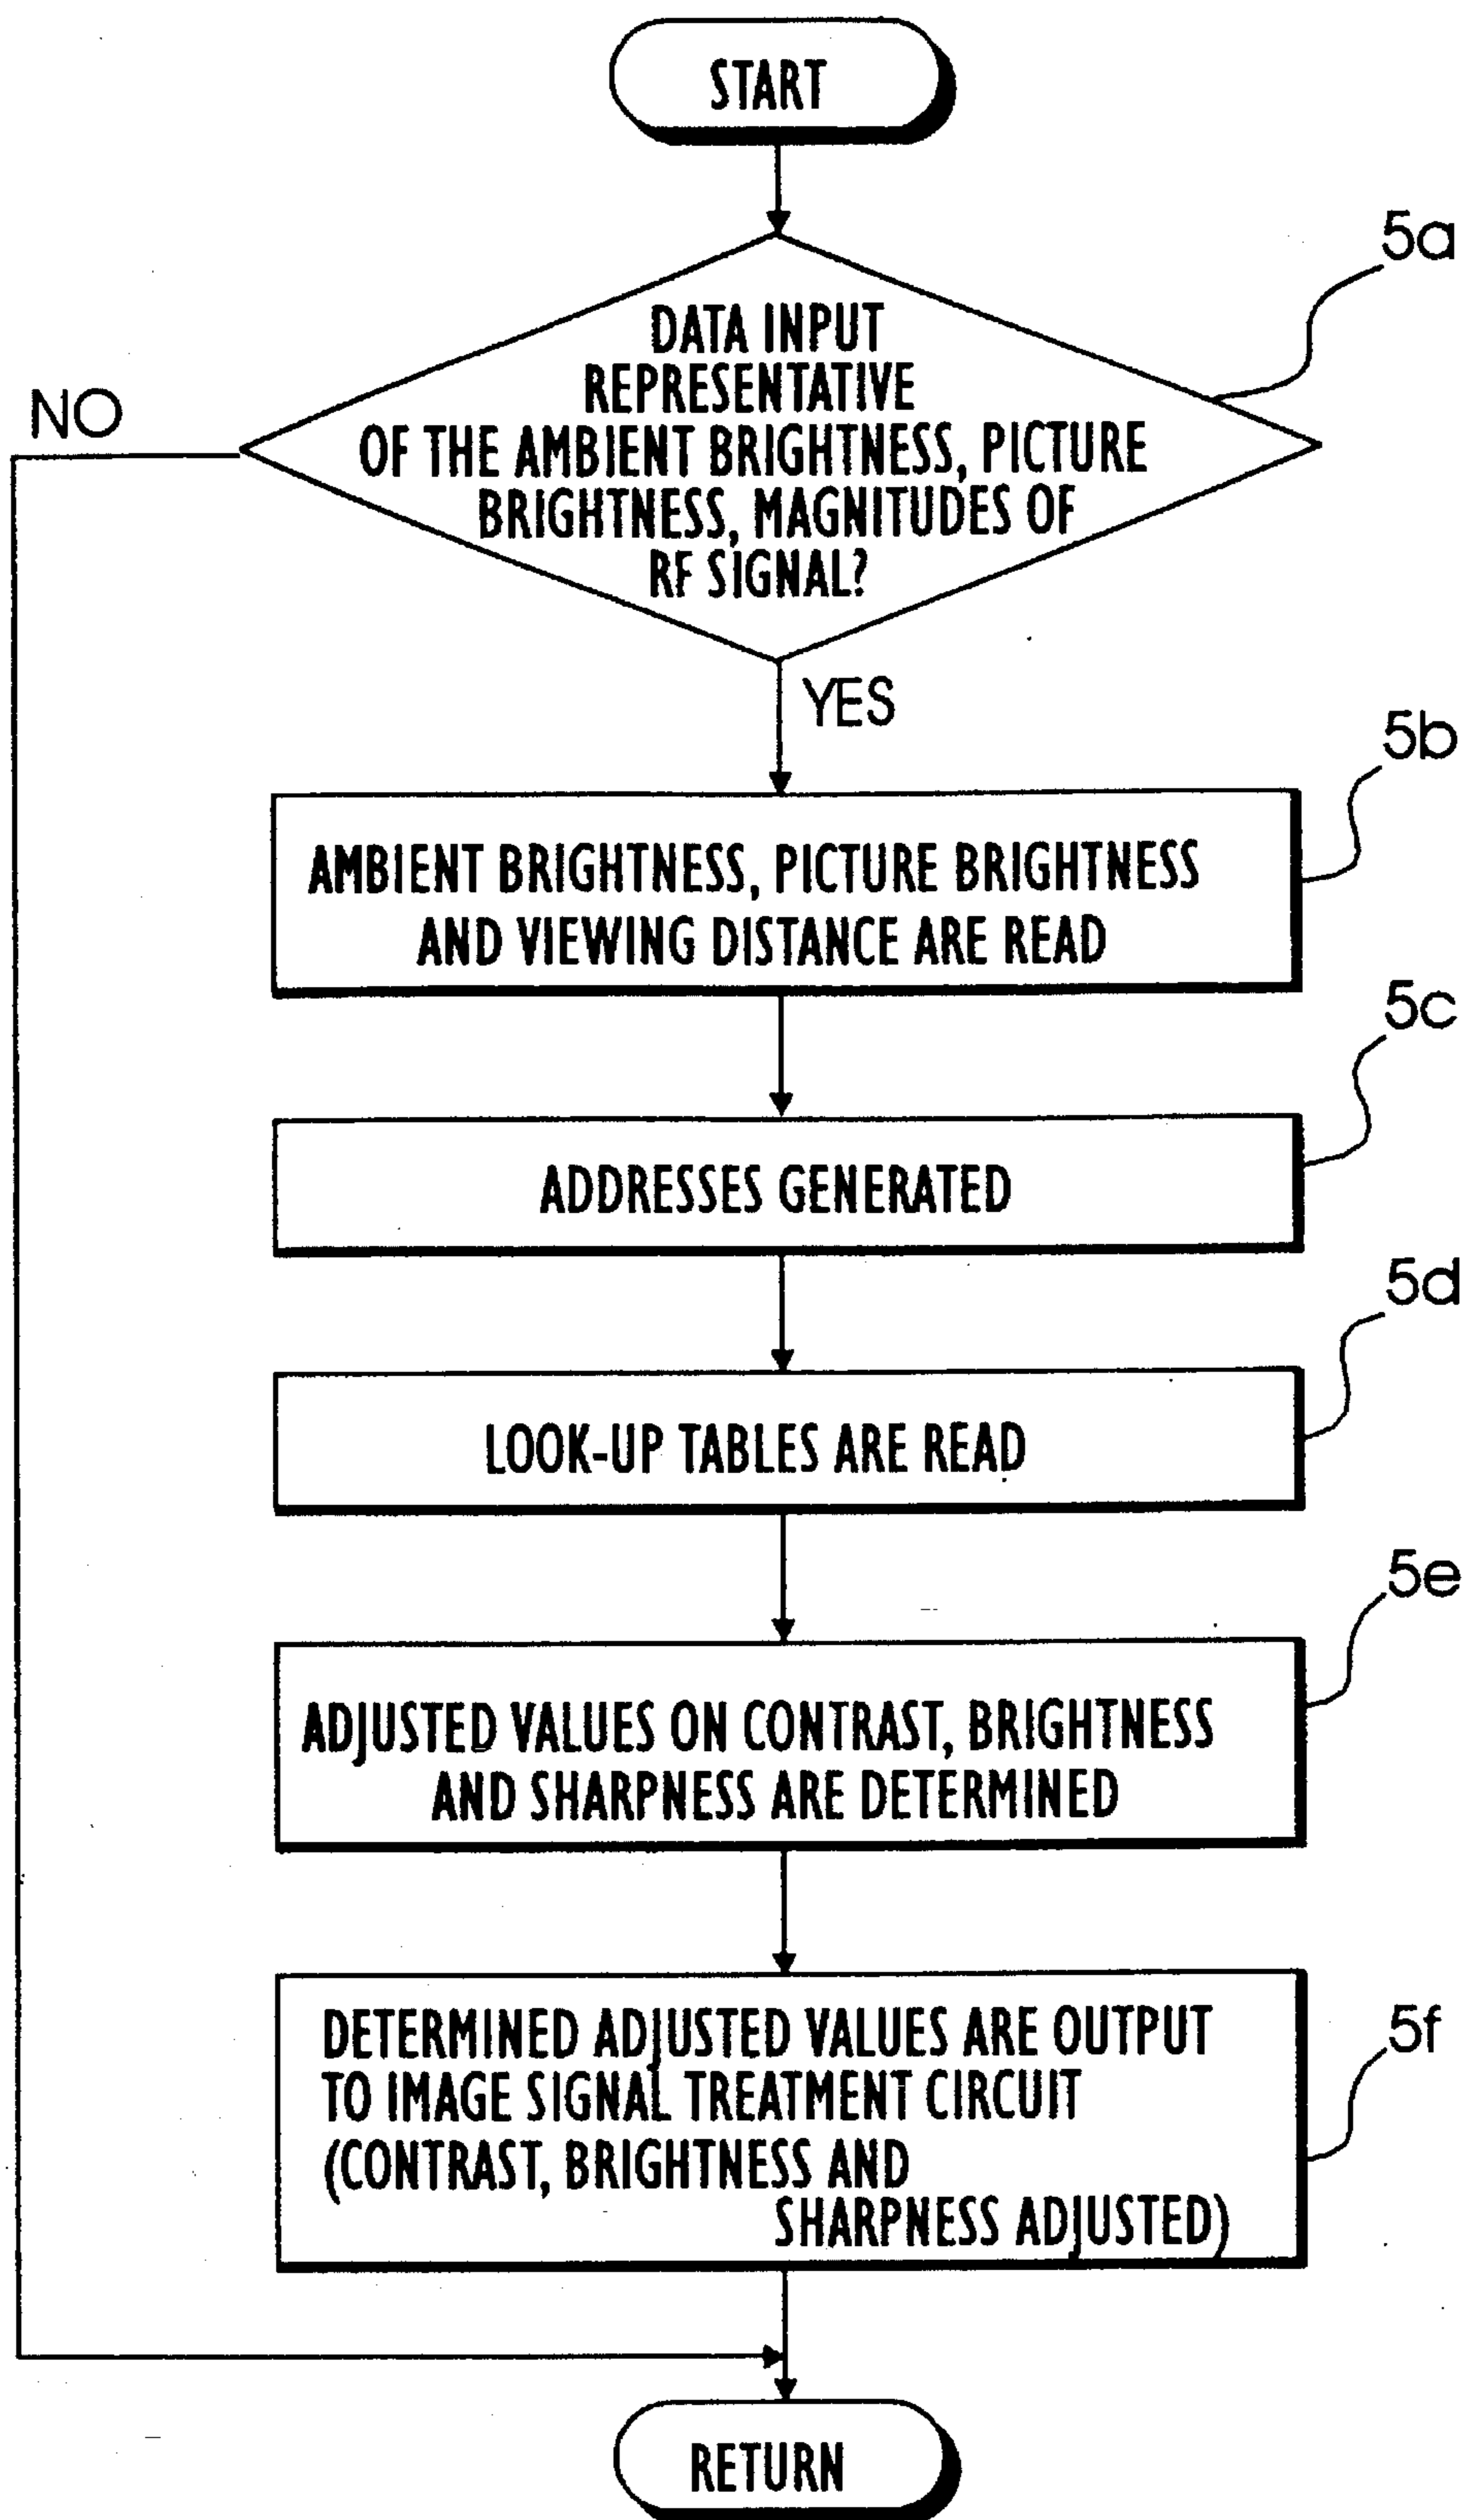 START
5a
DATA INPUT
REPRESENTATIVE
OF THE AMBIENT BRIGHTNESS, PICTURE
BRIGHTNESS, MAGNITUDES OF
RF SIGNAL?
NO
YES
5b
AMBIENT BRIGHTNESS, PICTURE BRIGHTNESS
AND VIEWING DISTANCE ARE READ
5c
ADDRESSES GENERATED
5d
LOOK-UP TABLES ARE READ
5e
ADJUSTED VALUES ON CONTRAST, BRIGHTNESS
AND SHARPNESS ARE DETERMINED
5f
DETERMINED ADJUSTED VALUES ARE OUTPUT
TO IMAGE SIGNAL TREATMENT CIRCUIT
(CONTRAST, BRIGHTNESS AND
SHARPNESS ADJUSTED)
RETURN